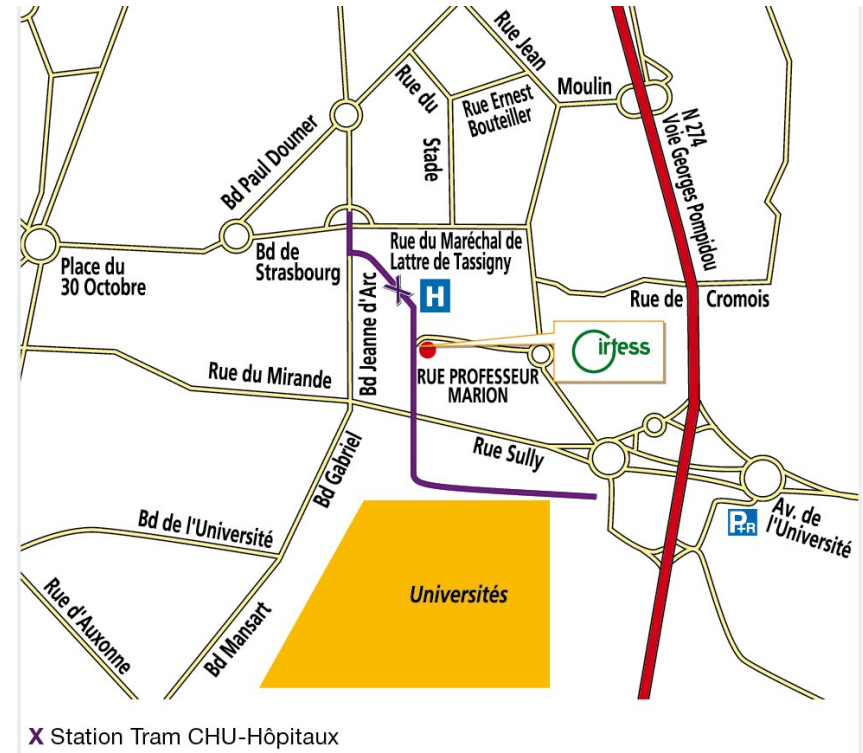 Rue Jean
Moulin
Rue du
Stade
Rue Ernest
Bouteiller
N 274
Voie Georges Pompidou
Bd Paul Doumer
Place du
30 Octobre
Bd de
Strasbourg
Rue du Maréchal de
Lattre de Tassigny
Bd Jeanne d'Arc
H
Rue de Cromois
irtess
RUE PROFESSEUR
MARION
Rue du Mirande
Rue Sully
Bd Gabriel
Bd de l'Université
P+R
Av. de
l'Université
Rue d'Auxonne
Bd Mansart
Universités
X Station Tram CHU-Hôpitaux